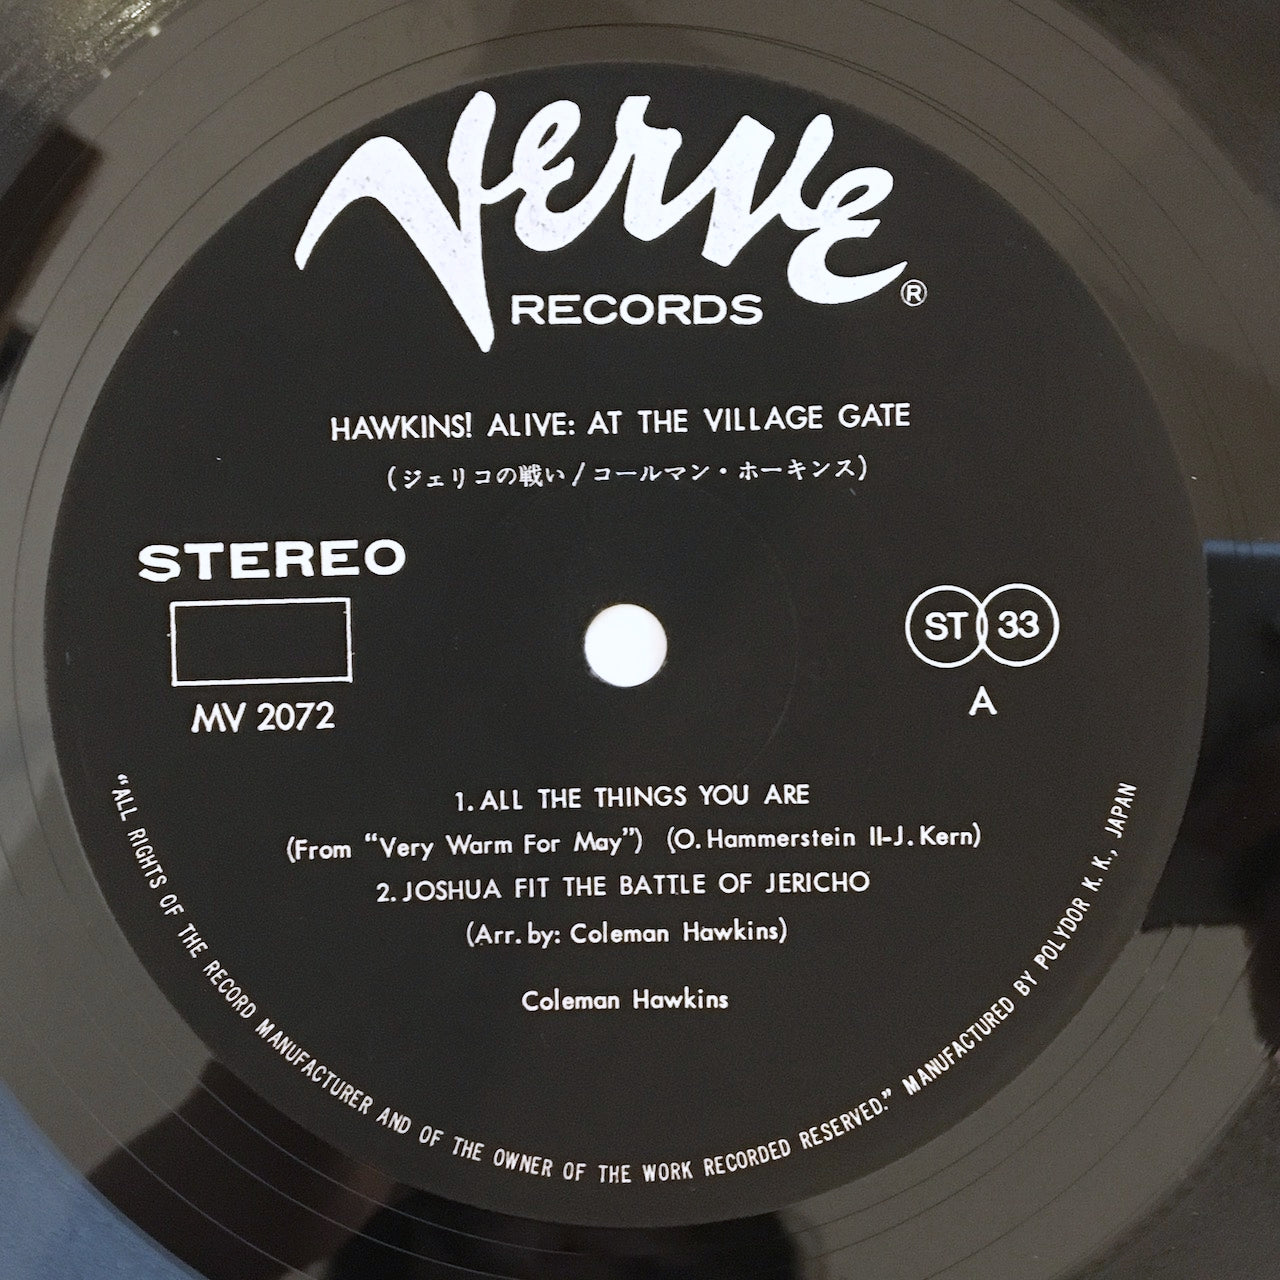 Verve
RECORDS ®
HAWKINS! ALIVE: AT THE VILLAGE GATE
(ジェリコの戦い/コールマン・ホーキンス)
STEREO
MV 2072
ST 33
A
1. ALL THE THINGS YOU ARE
(From “Very Warm For May”) (O. Hammerstein II-J. Kern)
2. JOSHUA FIT THE BATTLE OF JERICHO
(Arr. by: Coleman Hawkins)
Coleman Hawkins
“ALL RIGHTS OF THE RECORD MANUFACTURER AND OF THE OWNER OF THE WORK RECORDED RESERVED.” MANUFACTURED BY POLYDOR K. K., JAPAN